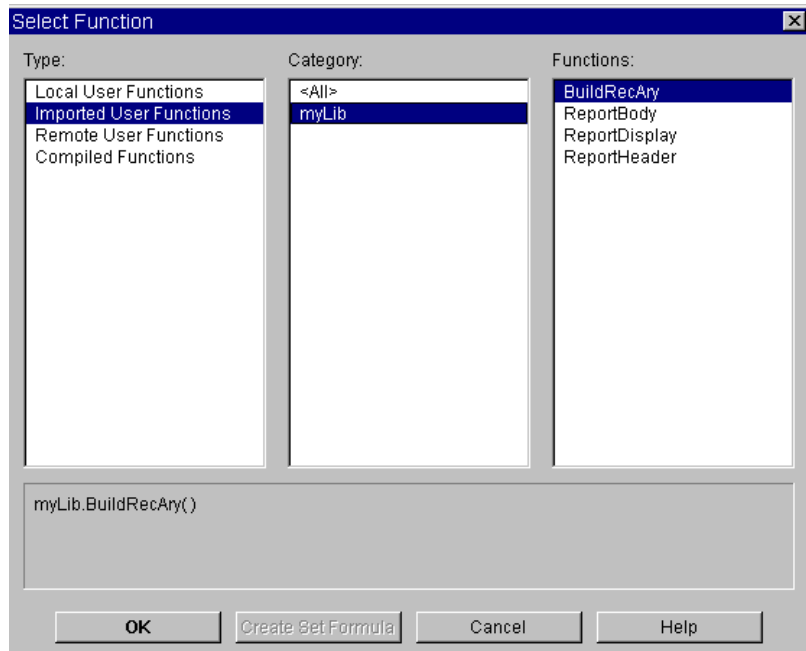 Select Function
Type:
Local User Functions
Imported User Functions
Remote User Functions
Compiled Functions
Category:
<All>
myLib
Functions:
BuildRecAry
ReportBody
ReportDisplay
ReportHeader
myLib.BuildRecAry()
OK
Create Set Formula
Cancel
Help